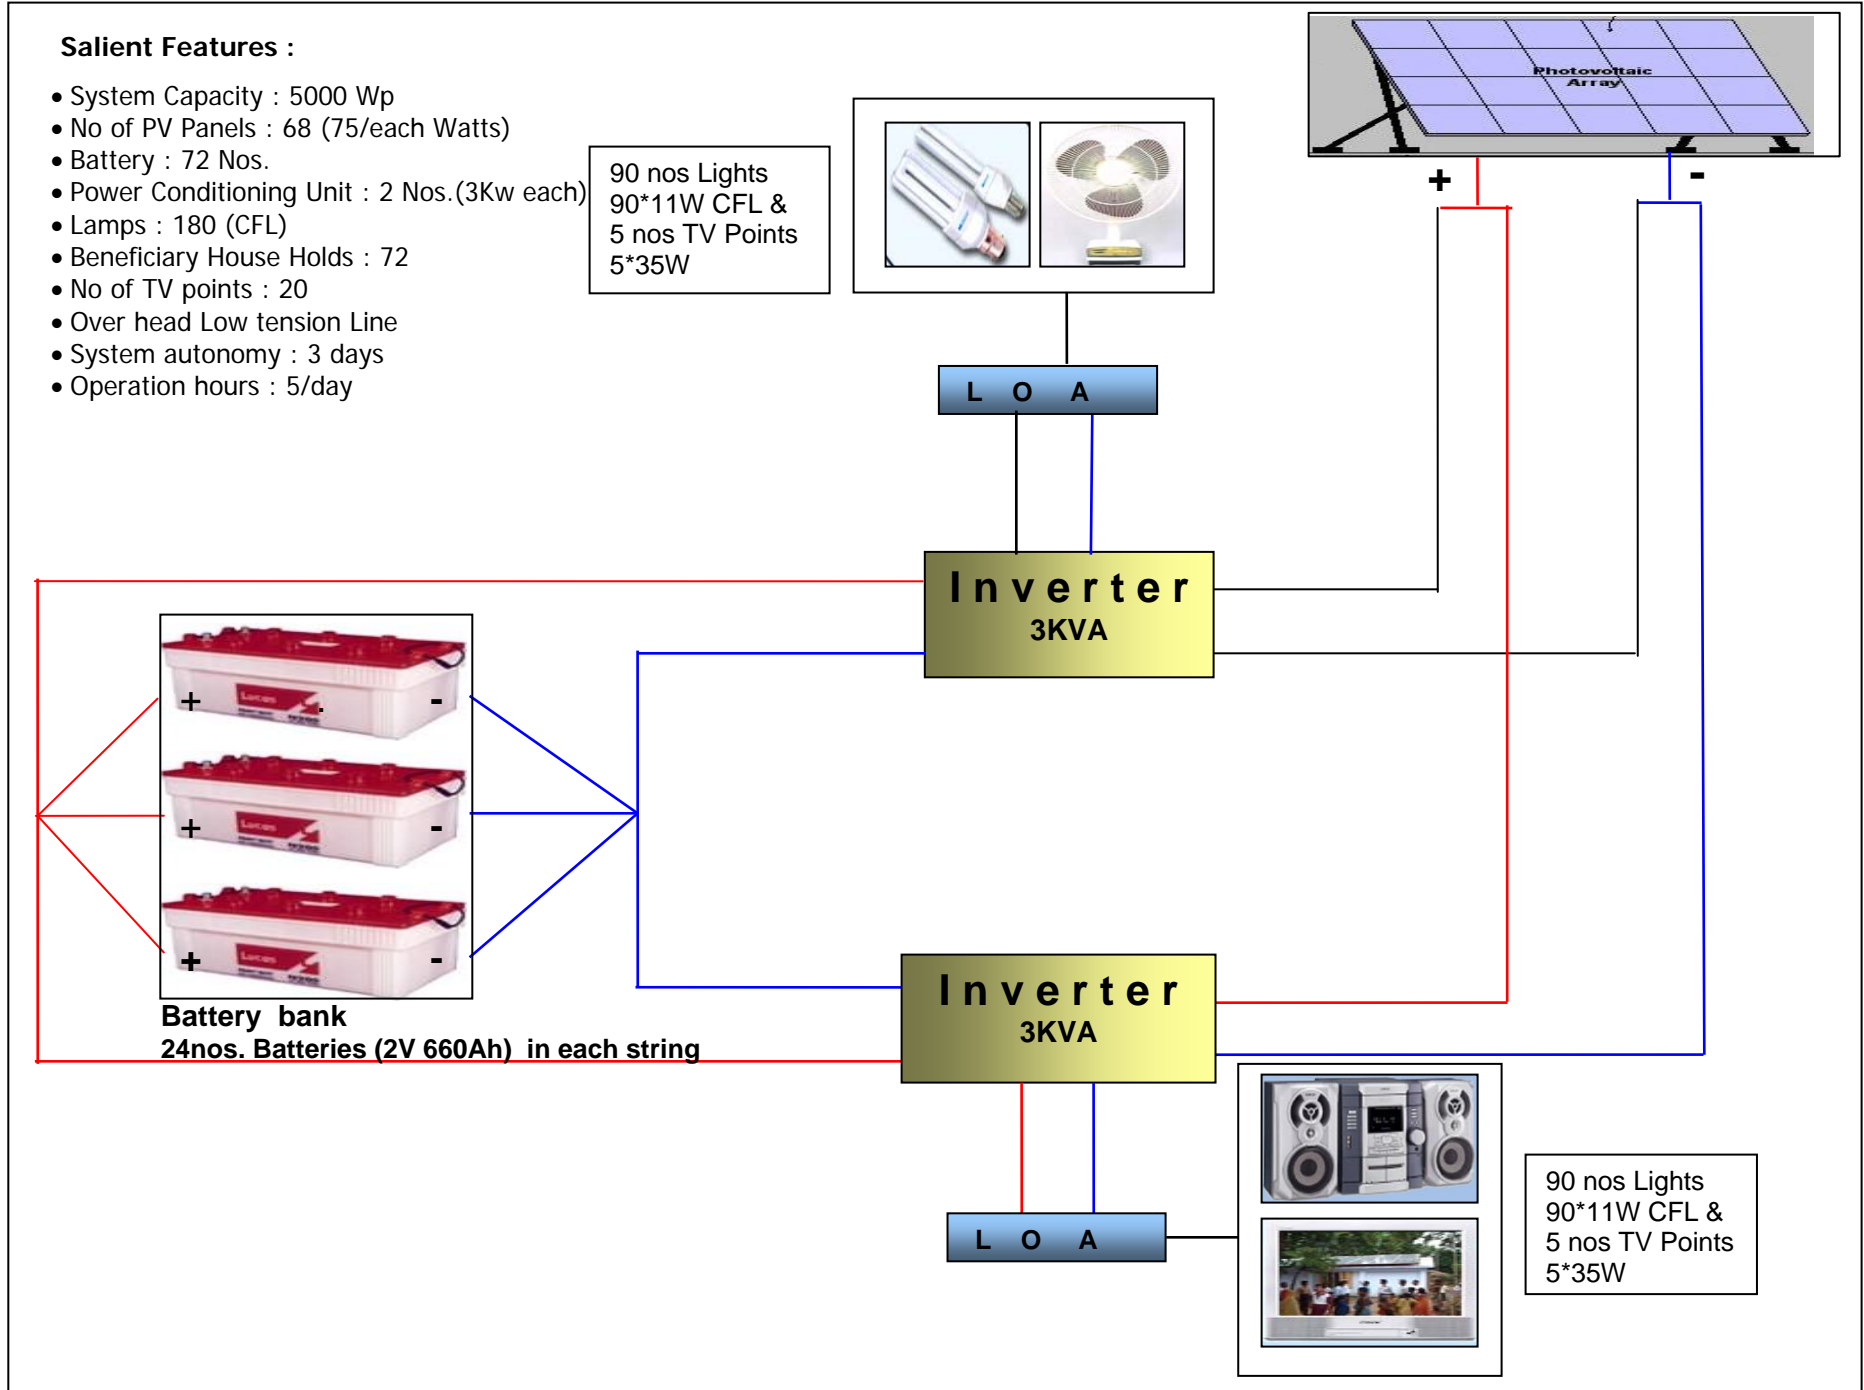 Salient Features :
• System Capacity : 5000 Wp
• No of PV Panels : 68 (75/each Watts)
• Battery : 72 Nos.
• Power Conditioning Unit : 2 Nos.(3Kw each)
• Lamps : 180 (CFL)
• Beneficiary House Holds : 72
• No of TV points : 20
• Over head Low tension Line
• System autonomy : 3 days
• Operation hours : 5/day
90 nos Lights
90*11W CFL &
5 nos TV Points
5*35W
Photovoltaic
Array
+ -
L O A
Inverter
3KVA
Lucas
+ . -
Lucas
+ -
Lucas
+ -
Battery bank
24nos. Batteries (2V 660Ah) in each string
Inverter
3KVA
L O A
90 nos Lights
90*11W CFL &
5 nos TV Points
5*35W